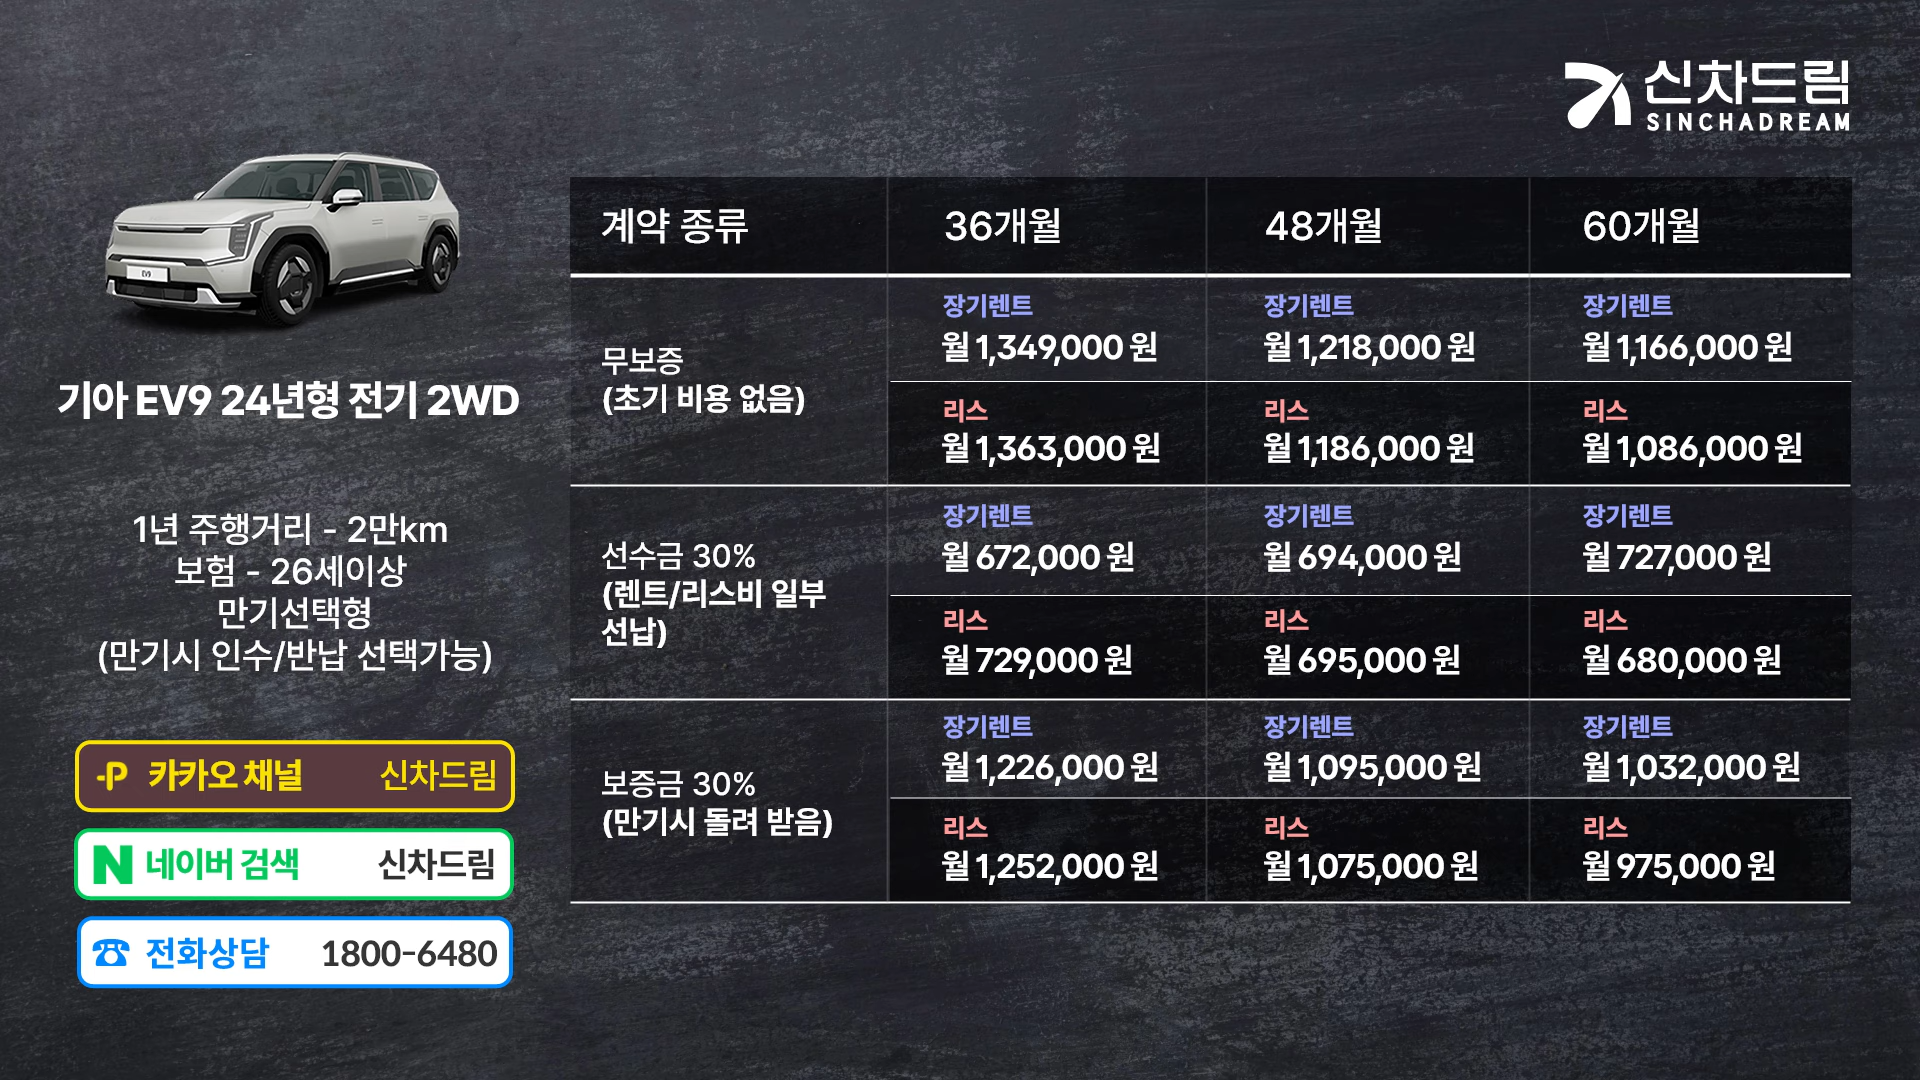 신차드림
SINCHADREAM
EV9
기아 EV9 24년형 전기 2WD
1년 주행거리 - 2만km
보험 - 26세이상
만기선택형
(만기시 인수/반납 선택가능)
P 카카오 채널 신차드림
N 네이버 검색 신차드림
전화상담 1800-6480
계약 종류 36개월 48개월 60개월
무보증
(초기 비용 없음)
장기렌트 장기렌트 장기렌트
월 1,349,000 원 월 1,218,000 원 월 1,166,000 원
리스 리스 리스
월 1,363,000 원 월 1,186,000 원 월 1,086,000 원
선수금 30%
(렌트/리스비 일부
선납)
장기렌트 장기렌트 장기렌트
월 672,000 원 월 694,000 원 월 727,000 원
리스 리스 리스
월 729,000 원 월 695,000 원 월 680,000 원
보증금 30%
(만기시 돌려 받음)
장기렌트 장기렌트 장기렌트
월 1,226,000 원 월 1,095,000 원 월 1,032,000 원
리스 리스 리스
월 1,252,000 원 월 1,075,000 원 월 975,000 원